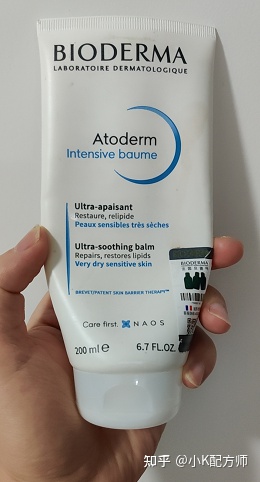 BIODERMA
LABORATOIRE DERMATOLOGIQUE
Atoderm
Intensive baume
Ultra-apaisant
Restaure, relipide
Peaux sensibles très sèches
Ultra-soothing balm
Repairs, restores lipids
Very dry sensitive skin
BREVET/PATENT SKIN BARRIER THERAPY™
BIODERMA
Care first. NAOS
200 ml e 6.7 FL.OZ.
知乎 @小K配方师